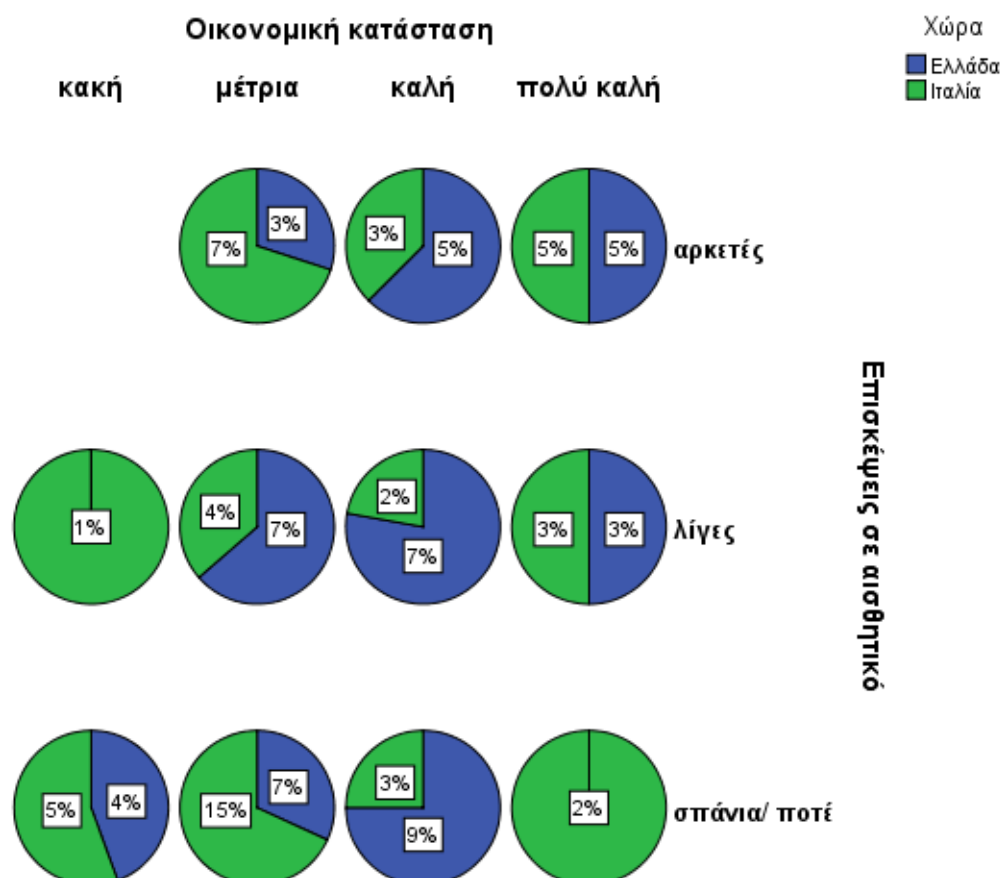 Οικονομική κατάσταση
κακή μέτρια καλή πολύ καλή
Χώρα
Ελλάδα
Ιταλία
3%
7%
3%
5%
5%
5%
αρκετές
1%
4%
7%
2%
7%
3%
3%
λίγες
5%
4%
15%
7%
3%
9%
2%
σπάνια/ ποτέ
Επισκέψεις σε αισθητικό